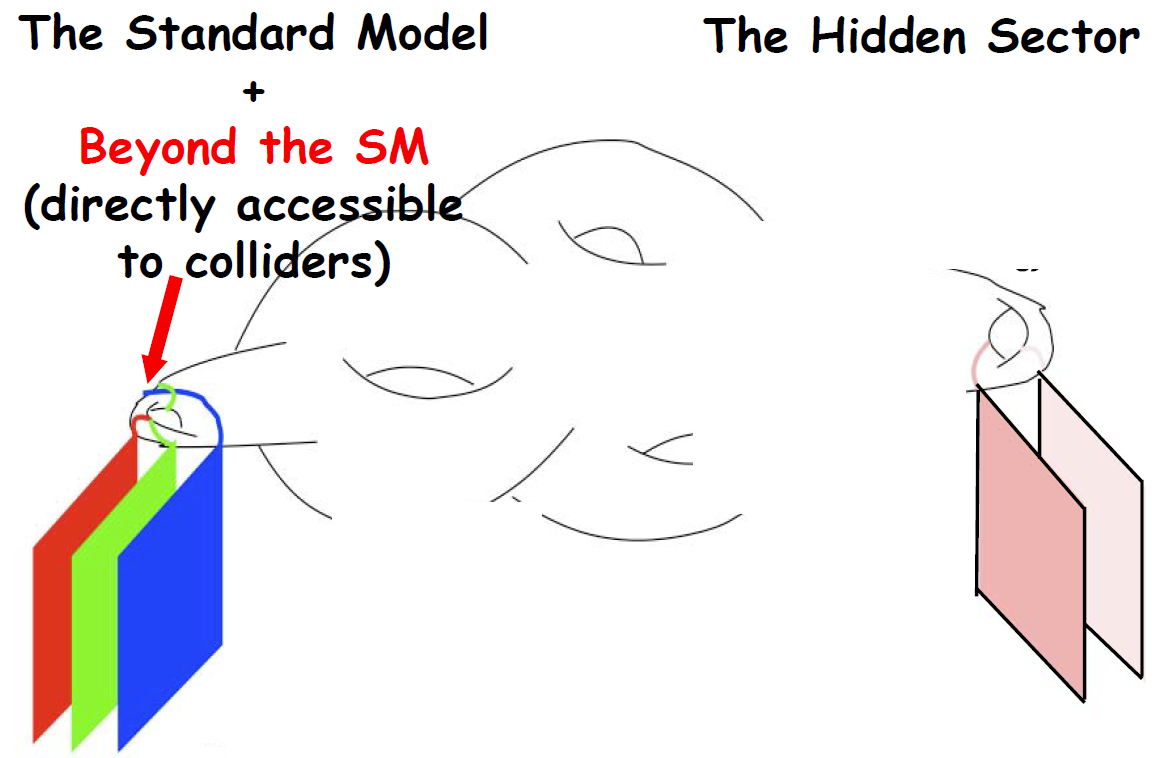 The Standard Model
+
Beyond the SM
(directly accessible
to colliders)
The Hidden Sector